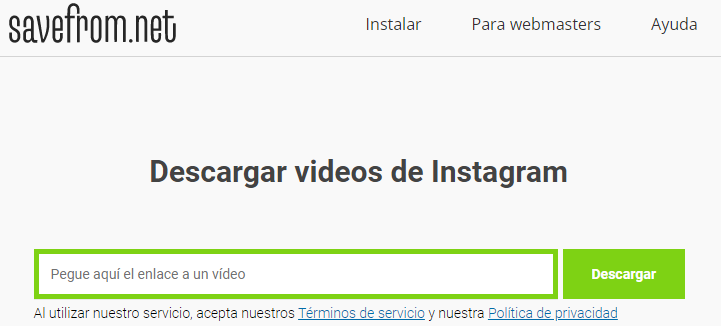 savefrom.net Instalar Para webmasters Ayuda
Descargar videos de Instagram
Pegue aquí el enlace a un vídeo Descargar
Al utilizar nuestro servicio, acepta nuestros Términos de servicio y nuestra Política de privacidad